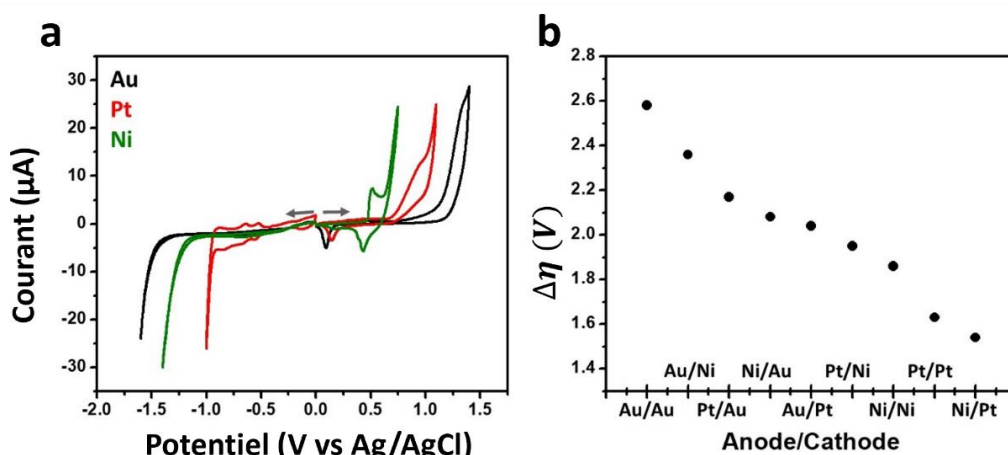 a
Au
Pt
Ni
30
20
10
0
-10
-20
-30
Courant (µA)
-2.0 -1.5 -1.0 -0.5 0.0 0.5 1.0 1.5
Potentiel (V vs Ag/AgCl)
b
2.8
2.6
2.4
2.2
2.0
1.8
1.6
1.4
Δη (V)
Au/Ni Ni/Au Pt/Ni Pt/Pt
Au/Au Pt/Au Au/Pt Ni/Ni Ni/Pt
Anode/Cathode